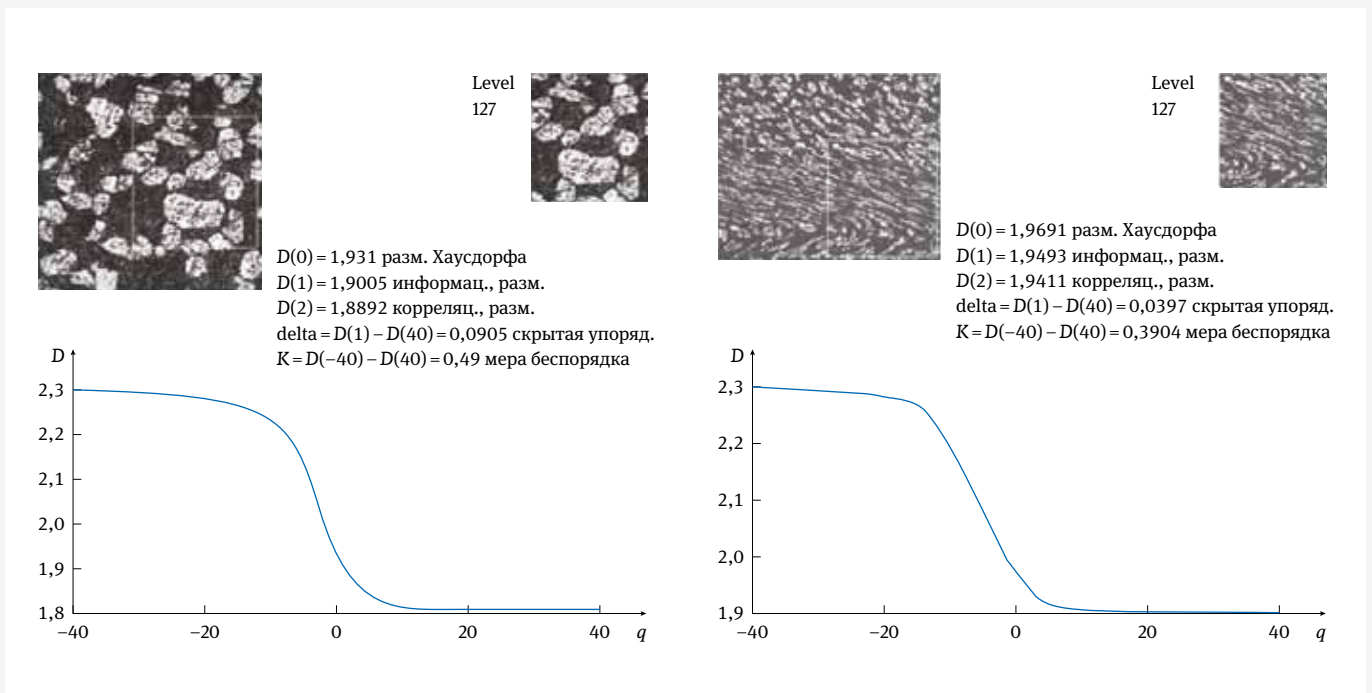 Level
127
D(0) = 1,931 разм. Хаусдорфа
D(1) = 1,9005 информац., разм.
D(2) = 1,8892 корреляц., разм.
delta = D(1) – D(40) = 0,0905 скрытая упоряд.
K = D(–40) – D(40) = 0,49 мера беспорядка
D
2,3
2,2
2,1
2,0
1,9
1,8
–40 –20 0 20 40 q
Level
127
D(0) = 1,9691 разм. Хаусдорфа
D(1) = 1,9493 информац., разм.
D(2) = 1,9411 корреляц., разм.
delta = D(1) – D(40) = 0,0397 скрытая упоряд.
K = D(–40) – D(40) = 0,3904 мера беспорядка
D
2,3
2,2
2,1
2,0
1,9
–40 –20 0 20 40 q